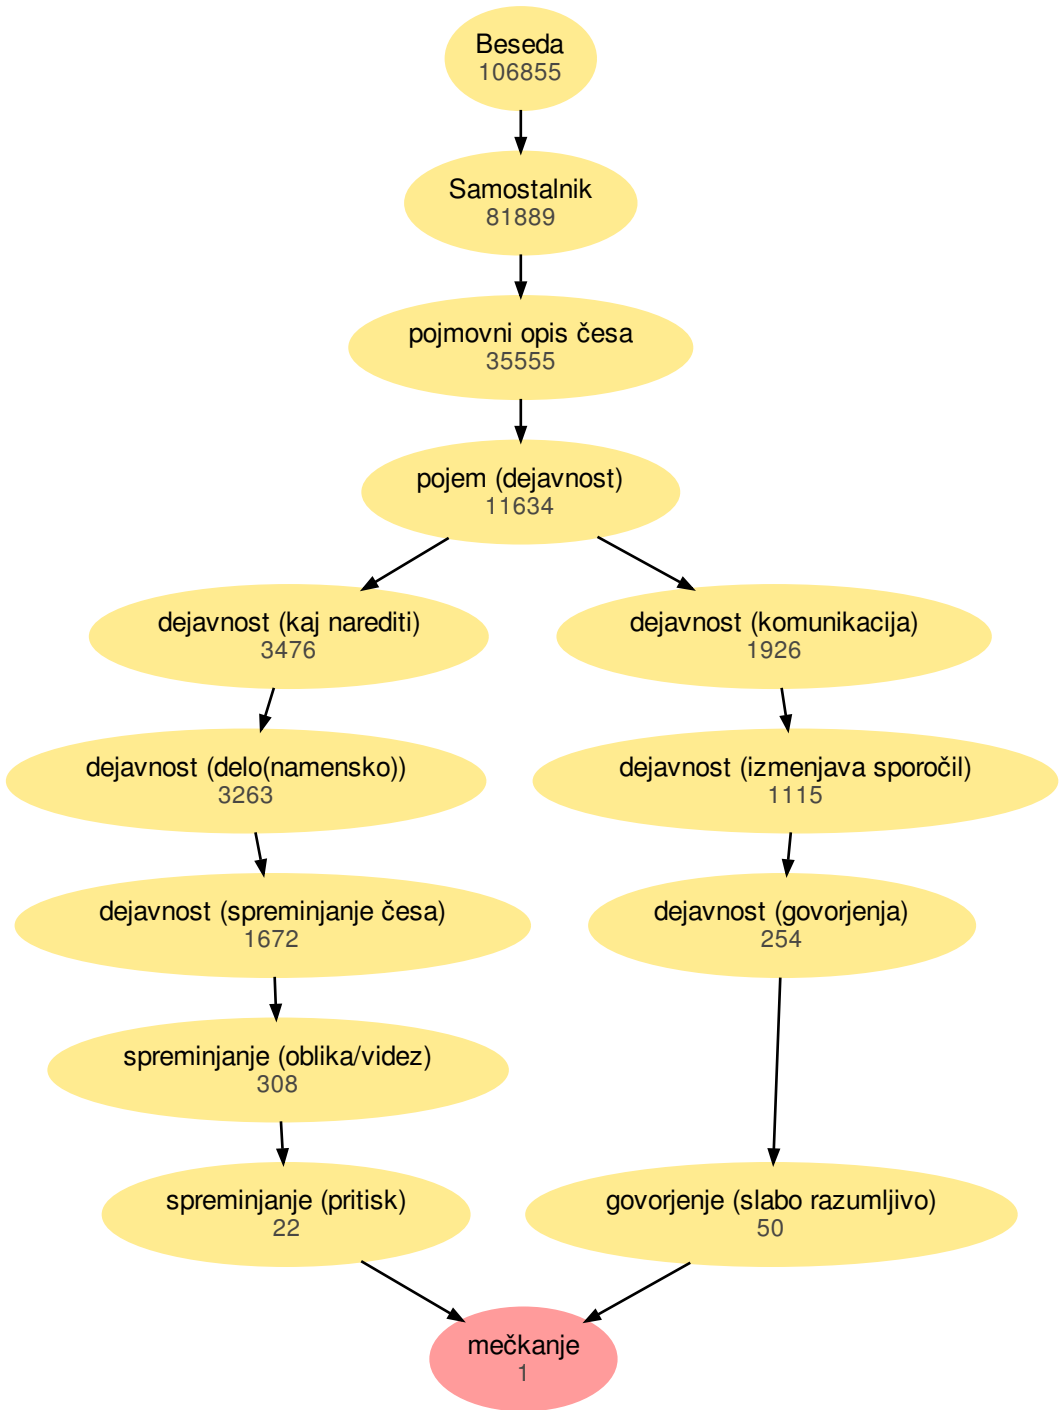 Beseda
106855
Samostalnik
81889
pojmovni opis česa
35555
pojem (dejavnost)
11634
dejavnost (kaj narediti)
3476
dejavnost (komunikacija)
1926
dejavnost (delo(namensko))
3263
dejavnost (izmenjava sporočil)
1115
dejavnost (spreminjanje česa)
1672
dejavnost (govorjenja)
254
spreminjanje (oblika/videz)
308
spreminjanje (pritisk)
22
govorjenje (slabo razumljivo)
50
mečkanje
1